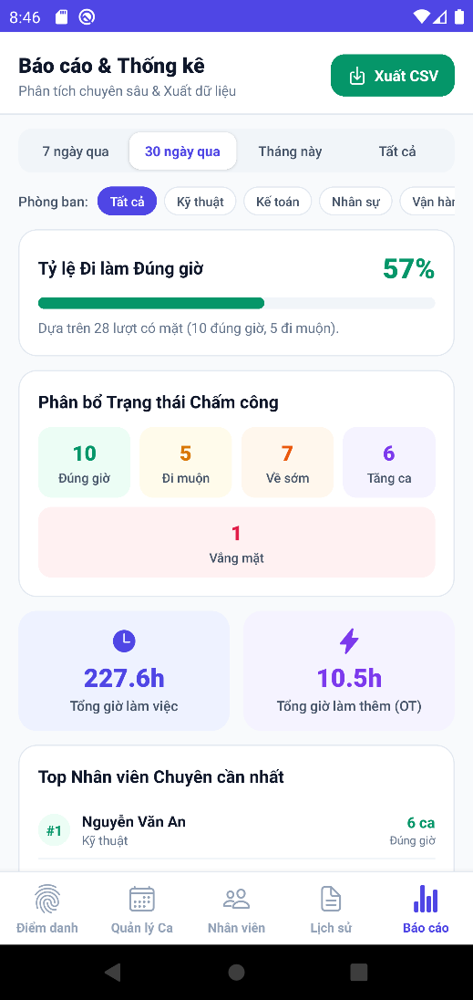 8:46
Báo cáo & Thống kê
Phân tích chuyên sâu & Xuất dữ liệu
Xuất CSV
7 ngày qua
30 ngày qua
Tháng này
Tất cả
Phòng ban:
Tất cả
Kỹ thuật
Kế toán
Nhân sự
Vận hàn
Tỷ lệ Đi làm Đúng giờ
57%
Dựa trên 28 lượt có mặt (10 đúng giờ, 5 đi muộn).
Phân bổ Trạng thái Chấm công
10
Đúng giờ
5
Đi muộn
7
Về sớm
6
Tăng ca
1
Vắng mặt
227.6h
Tổng giờ làm việc
10.5h
Tổng giờ làm thêm (OT)
Top Nhân viên Chuyên cần nhất
#1
Nguyễn Văn An
Kỹ thuật
6 ca
Đúng giờ
Điểm danh
Quản lý Ca
Nhân viên
Lịch sử
Báo cáo